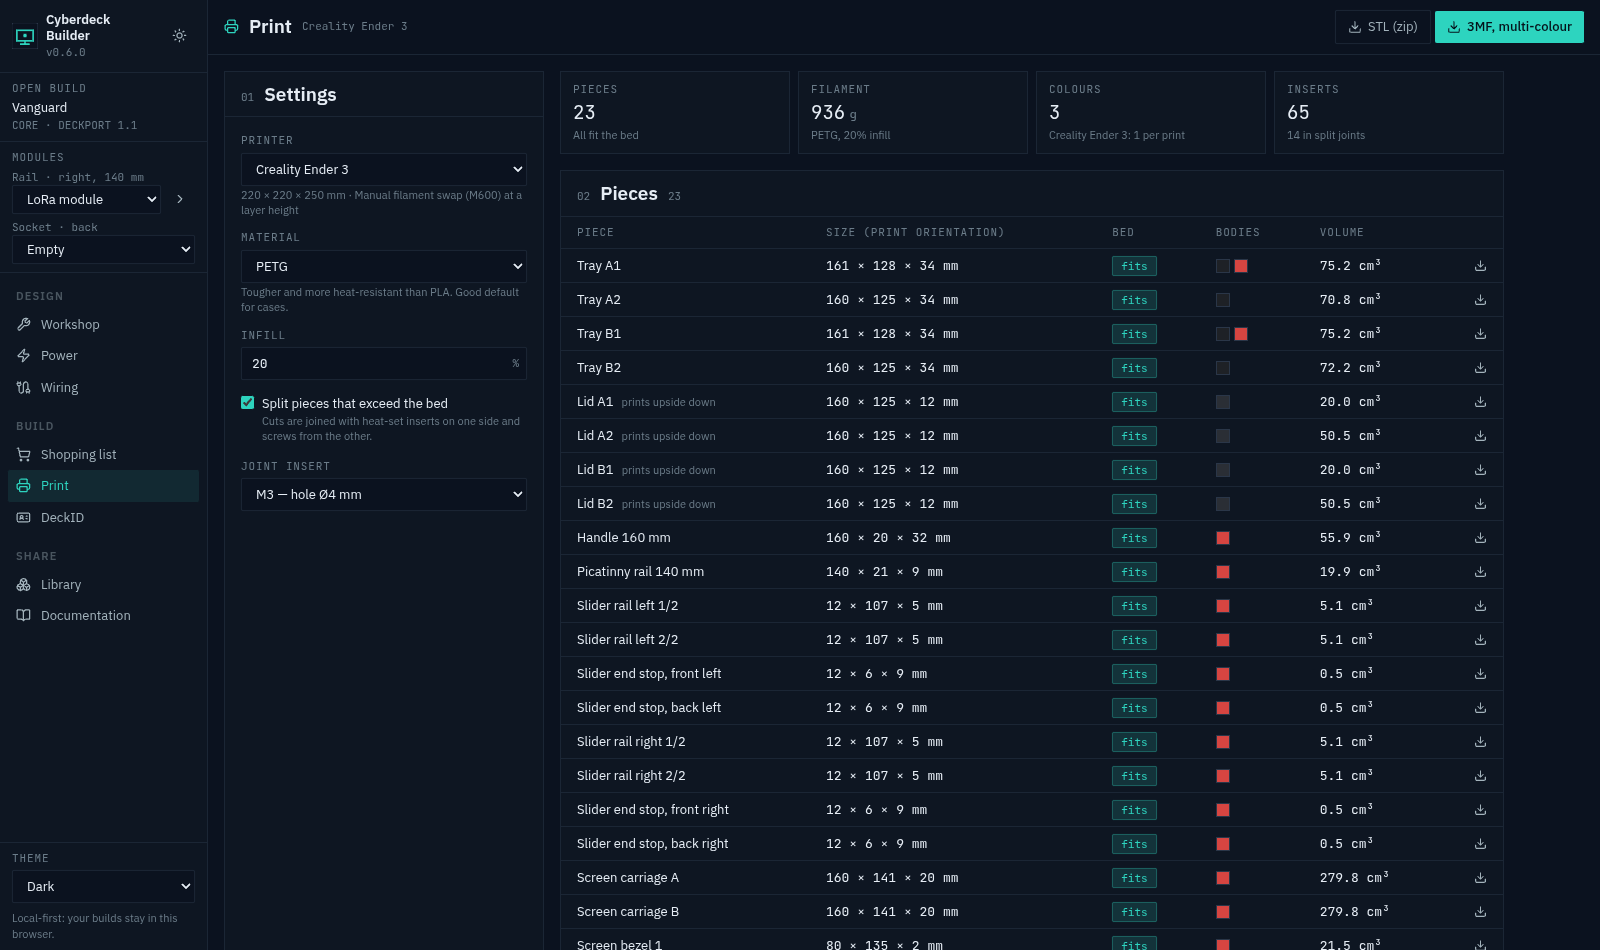 Cyberdeck
Builder
v0.6.0
OPEN BUILD
Vanguard
CORE · DECKPORT 1.1
MODULES
Rail · right, 140 mm
LoRa module
Socket · back
Empty
DESIGN
Workshop
Power
Wiring
BUILD
Shopping list
Print
DeckID
SHARE
Library
Documentation
THEME
Dark
Local-first: your builds stay in this
browser.
Print Creality Ender 3
STL (zip)
3MF, multi-colour
01 Settings
PRINTER
Creality Ender 3
220 × 220 × 250 mm · Manual filament swap (M600) at a
layer height
MATERIAL
PETG
Tougher and more heat-resistant than PLA. Good default
for cases.
INFILL
20 %
Split pieces that exceed the bed
Cuts are joined with heat-set inserts on one side and
screws from the other.
JOINT INSERT
M3 — hole Ø4 mm
PIECES
23
All fit the bed
FILAMENT
936 g
PETG, 20% infill
COLOURS
3
Creality Ender 3: 1 per print
INSERTS
65
14 in split joints
02 Pieces 23
PIECE SIZE (PRINT ORIENTATION) BED BODIES VOLUME
Tray A1 161 × 128 × 34 mm fits 75.2 cm³
Tray A2 160 × 125 × 34 mm fits 70.8 cm³
Tray B1 161 × 128 × 34 mm fits 75.2 cm³
Tray B2 160 × 125 × 34 mm fits 72.2 cm³
Lid A1 prints upside down 160 × 125 × 12 mm fits 20.0 cm³
Lid A2 prints upside down 160 × 125 × 12 mm fits 50.5 cm³
Lid B1 prints upside down 160 × 125 × 12 mm fits 20.0 cm³
Lid B2 prints upside down 160 × 125 × 12 mm fits 50.5 cm³
Handle 160 mm 160 × 20 × 32 mm fits 55.9 cm³
Picatinny rail 140 mm 140 × 21 × 9 mm fits 19.9 cm³
Slider rail left 1/2 12 × 107 × 5 mm fits 5.1 cm³
Slider rail left 2/2 12 × 107 × 5 mm fits 5.1 cm³
Slider end stop, front left 12 × 6 × 9 mm fits 0.5 cm³
Slider end stop, back left 12 × 6 × 9 mm fits 0.5 cm³
Slider rail right 1/2 12 × 107 × 5 mm fits 5.1 cm³
Slider rail right 2/2 12 × 107 × 5 mm fits 5.1 cm³
Slider end stop, front right 12 × 6 × 9 mm fits 0.5 cm³
Slider end stop, back right 12 × 6 × 9 mm fits 0.5 cm³
Screen carriage A 160 × 141 × 20 mm fits 279.8 cm³
Screen carriage B 160 × 141 × 20 mm fits 279.8 cm³
Screen bezel 1 80 × 135 × 2 mm fits 21.5 cm³